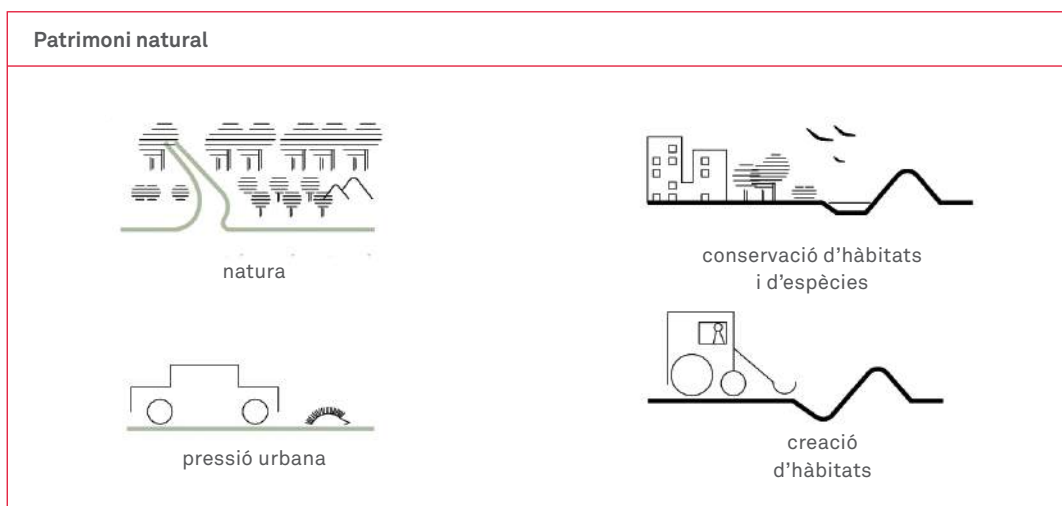 Patrimoni natural
natura
conservació d'hàbitats
i d'espècies
pressió urbana
creació
d'hàbitats